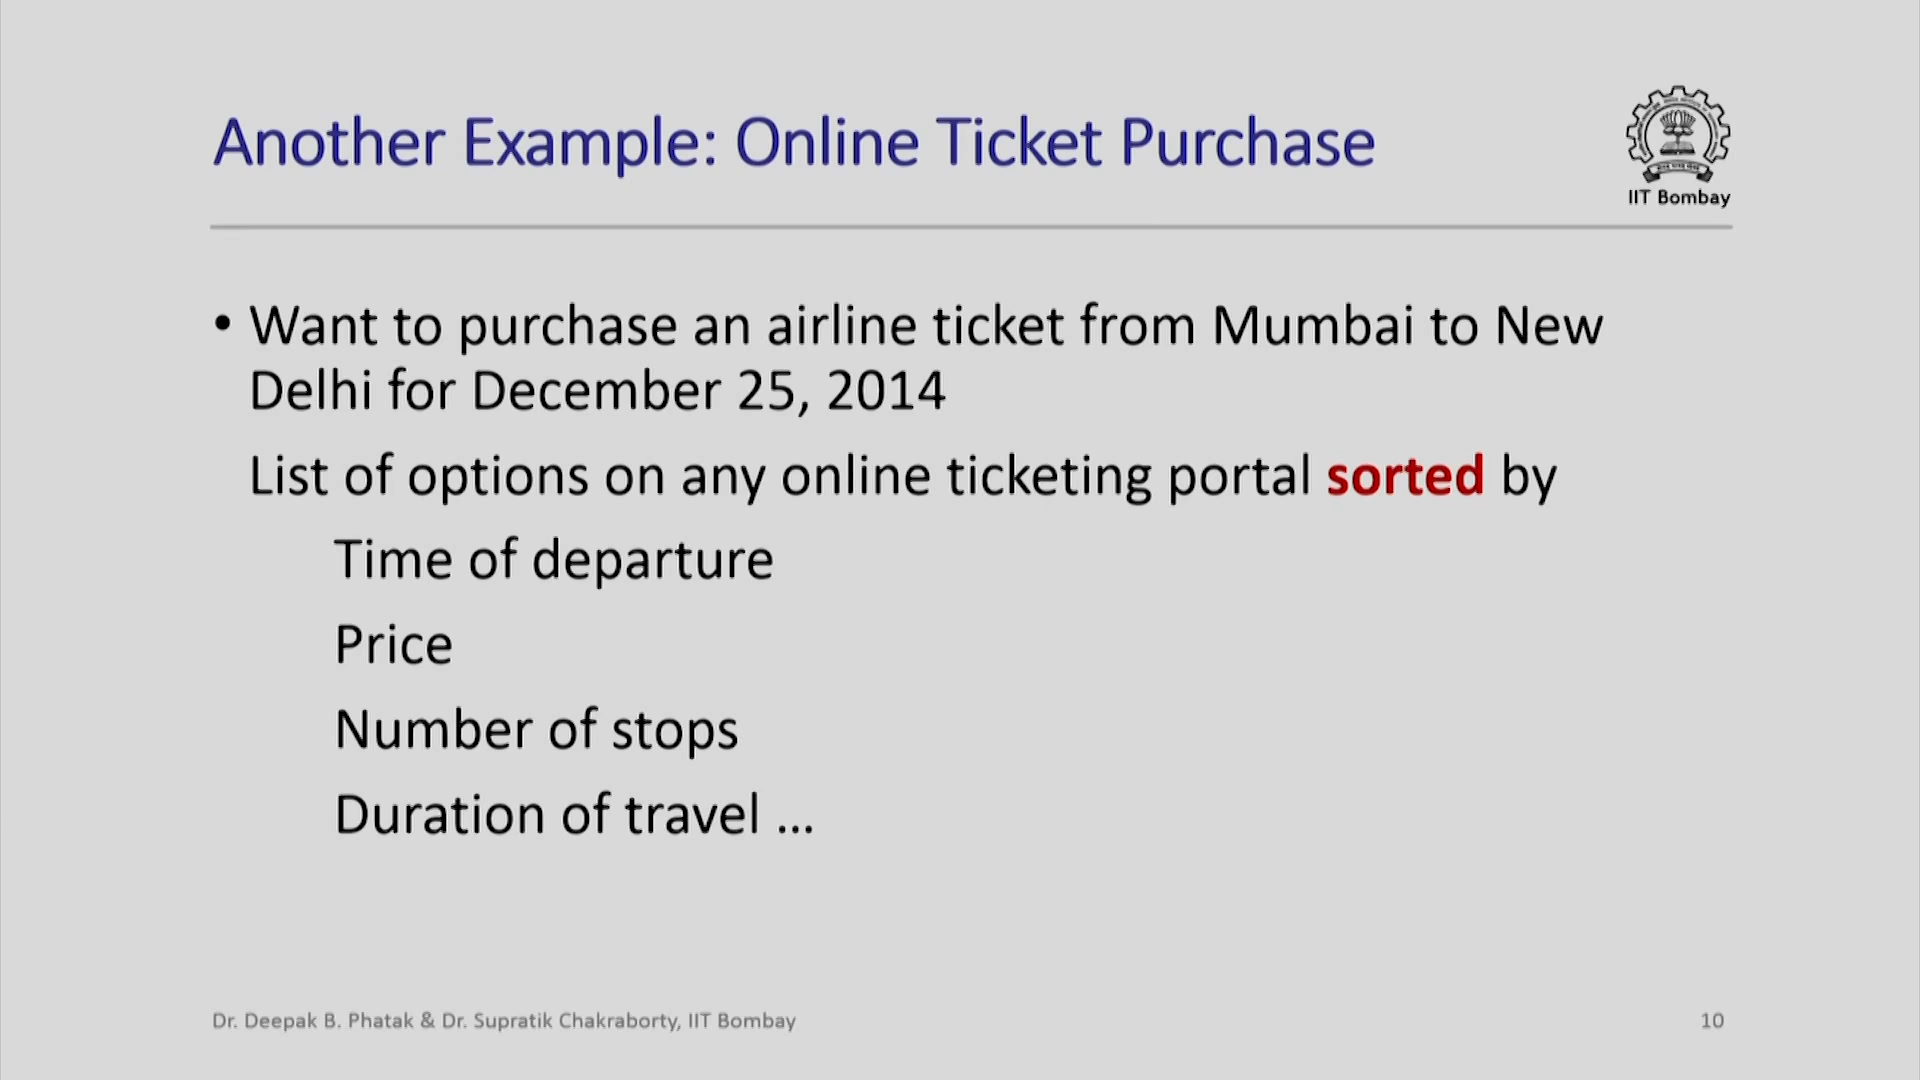 Another Example: Online Ticket Purchase
IIT Bombay
• Want to purchase an airline ticket from Mumbai to New
Delhi for December 25, 2014
List of options on any online ticketing portal sorted by
Time of departure
Price
Number of stops
Duration of travel ...
Dr. Deepak B. Phatak & Dr. Supratik Chakraborty, IIT Bombay
10